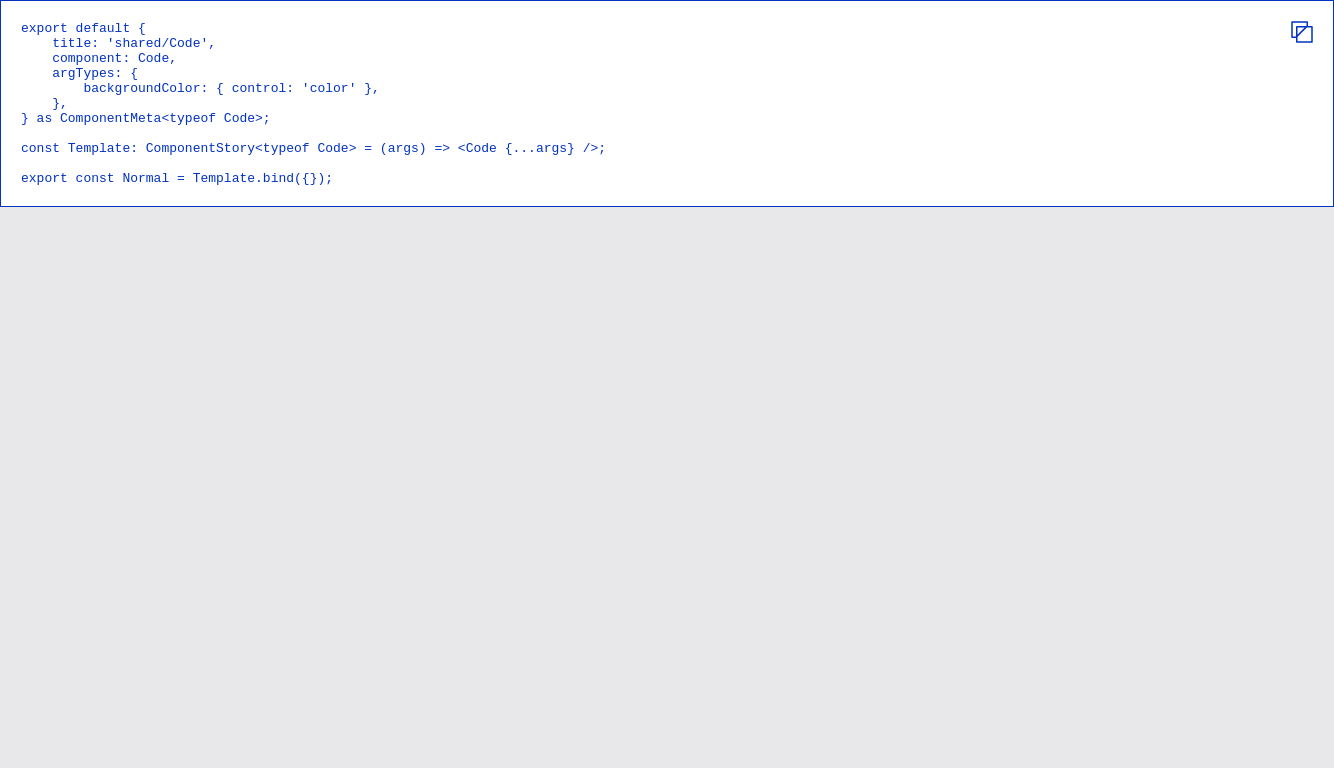 export default {
    title: 'shared/Code',
    component: Code,
    argTypes: {
        backgroundColor: { control: 'color' },
    },
} as ComponentMeta<typeof Code>;

const Template: ComponentStory<typeof Code> = (args) => <Code {...args} />;

export const Normal = Template.bind({});